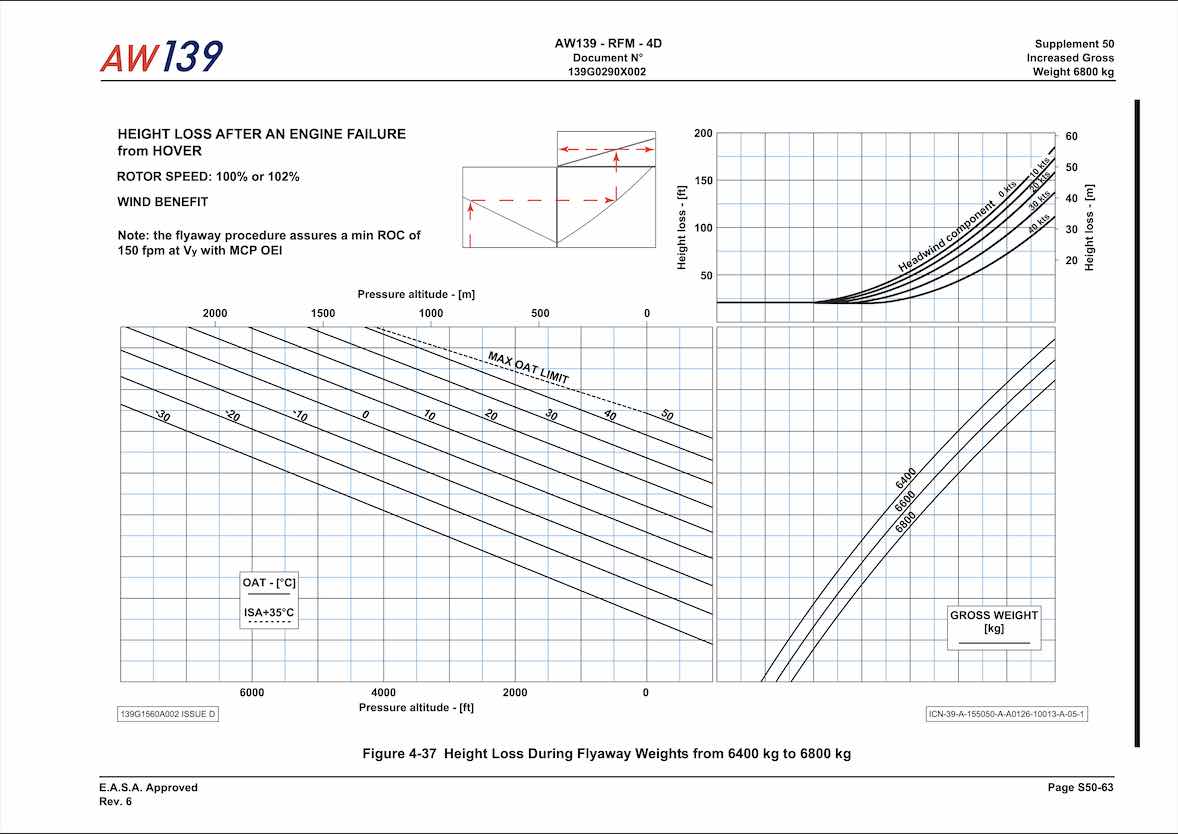 AW139
AW139 - RFM - 4D
Document N°
139G0290X002
Supplement 50
Increased Gross
Weight 6800 kg
HEIGHT LOSS AFTER AN ENGINE FAILURE
from HOVER
ROTOR SPEED: 100% or 102%
WIND BENEFIT
Note: the flyaway procedure assures a min ROC of
150 fpm at Vy with MCP OEI
200
150
100
50
Height loss - [ft]
60
50
40
30
20
Height loss - [m]
Headwind component
0 kts
10 kts
20 kts
30 kts
40 kts
Pressure altitude - [m]
2000 1500 1000 500 0
MAX OAT LIMIT
-30 -20 -10 0 10 20 30 40 50
OAT - [°C]
ISA+35°C
6400
6600
6800
GROSS WEIGHT
[kg]
6000 4000 2000 0
Pressure altitude - [ft]
139G1560A002 ISSUE D
ICN-39-A-155050-A-A0126-10013-A-05-1
Figure 4-37 Height Loss During Flyaway Weights from 6400 kg to 6800 kg
E.A.S.A. Approved
Rev. 6
Page S50-63